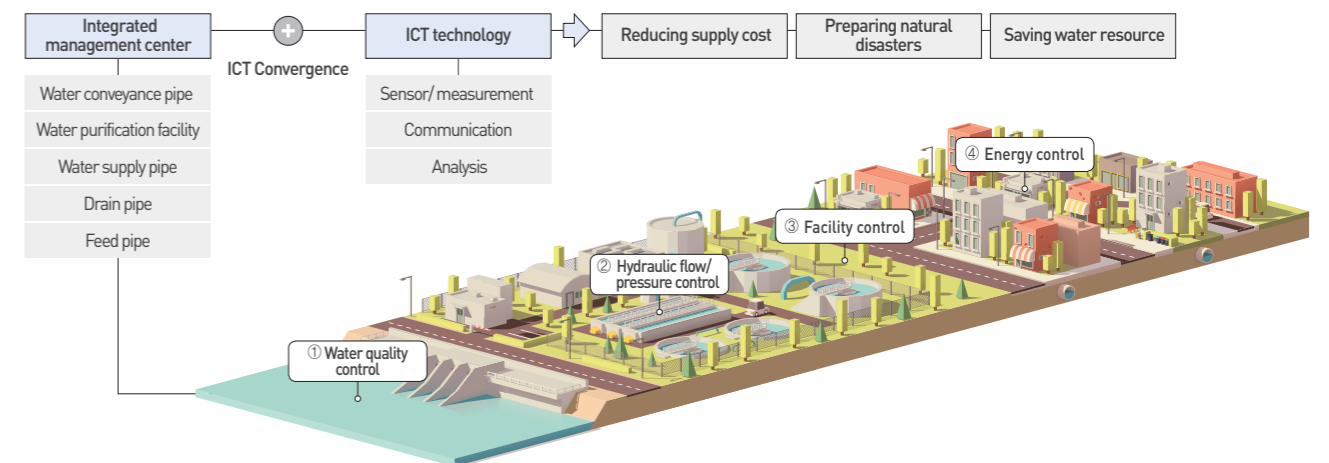 Integrated
management center
ICT Convergence
ICT technology
Reducing supply cost
Preparing natural
disasters
Saving water resource
Water conveyance pipe
Water purification facility
Water supply pipe
Drain pipe
Feed pipe
Sensor/ measurement
Communication
Analysis
① Water quality
control
② Hydraulic flow/
pressure control
③ Facility control
④ Energy control